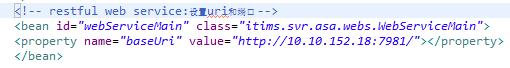 <!-- restful web service:设置uri和端口-->
<bean id="webServiceMain" class="itims.svr.asa.webs.WebServiceMain">
<property name="baseUri" value="http://10.10.152.18:7981/"></property>
</bean>